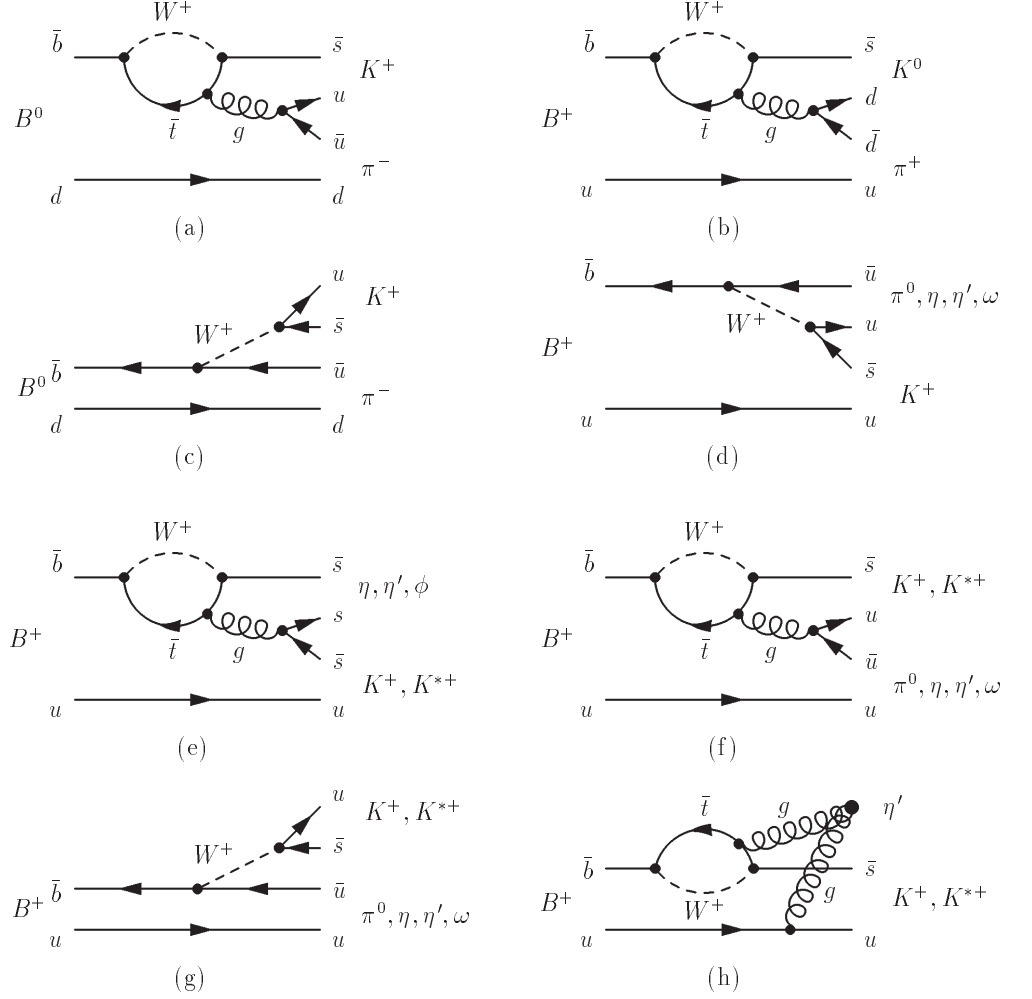 W⁺ W⁺
b̄ s̄ b̄ s̄
K⁺ K⁰
u d
B⁰ B⁺
t̄ g ū t̄ g d̄
π⁻ π⁺
d d u u
(a) (b)
u b̄ ū
K⁺ π⁰, η, η′, ω
W⁺ s̄ W⁺ u
B⁰ b̄ ū B⁺ s̄
π⁻ K⁺
d d u u
(c) (d)
W⁺ W⁺
b̄ s̄ b̄ s̄
η, η′, φ K⁺, K*⁺
s u
B⁺ B⁺
t̄ g s̄ t̄ g ū
K⁺, K*⁺ π⁰, η, η′, ω
u u u u
(e) (f)
u t̄ g η′
K⁺, K*⁺
W⁺ s̄ b̄ s̄
B⁺ b̄ ū B⁺ W⁺ g K⁺, K*⁺
π⁰, η, η′, ω
u u u u
(g) (h)